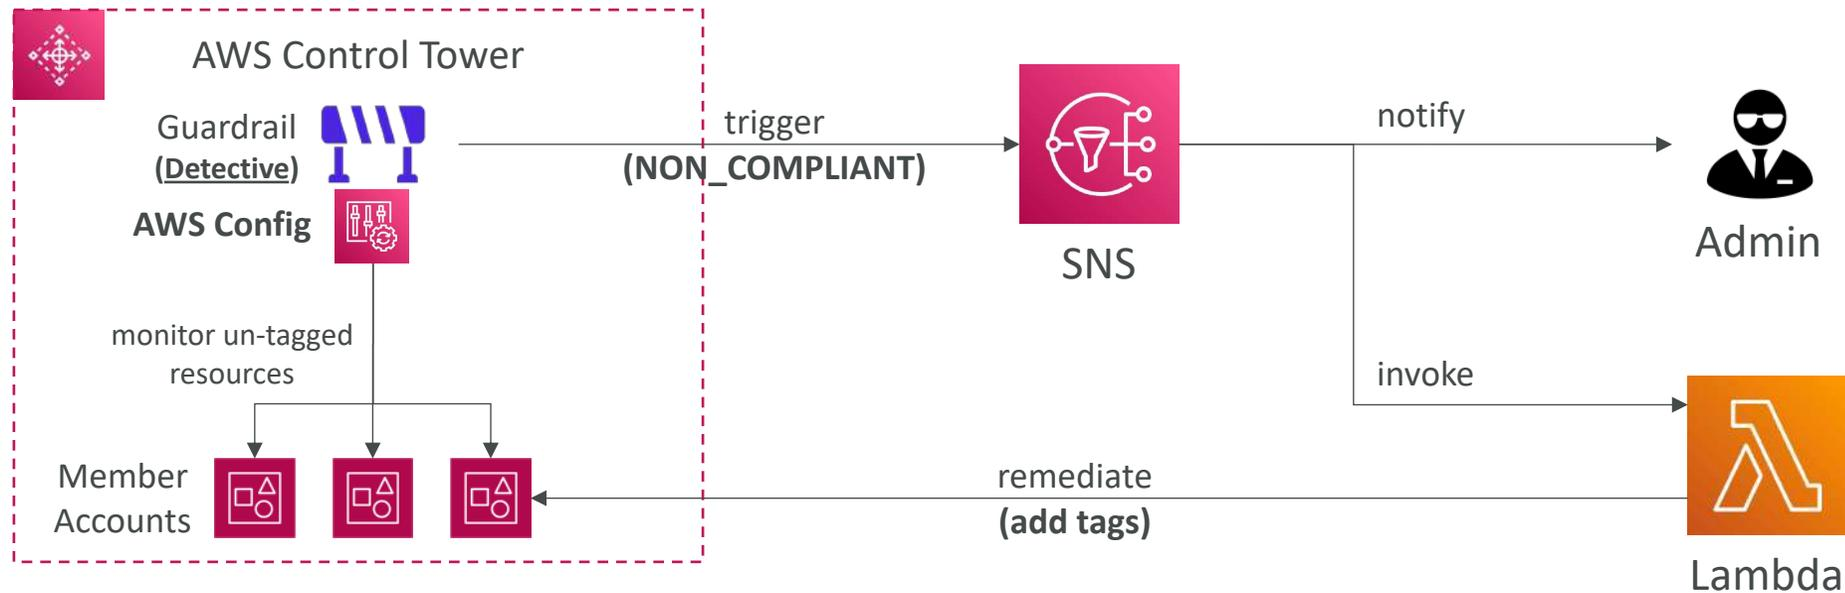 AWS Control Tower
Guardrail
(Detective)
AWS Config
trigger
(NON_COMPLIANT)
SNS
notify
Admin
monitor un-tagged
resources
invoke
Member
Accounts
remediate
(add tags)
Lambda